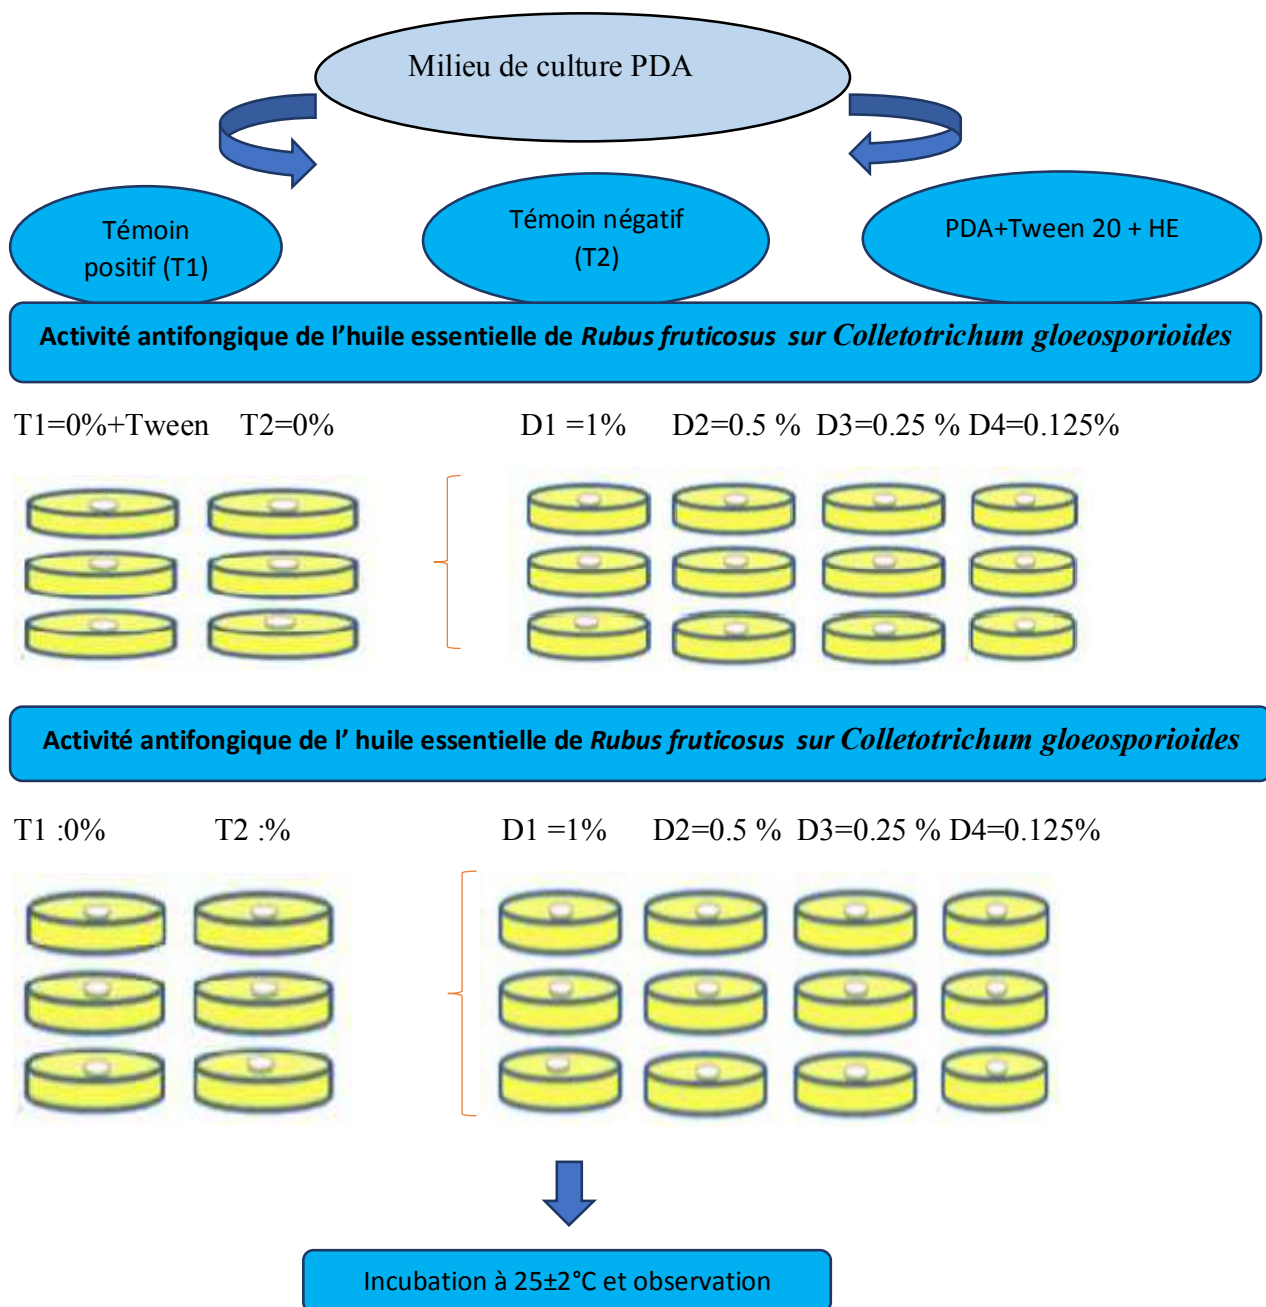 Milieu de culture PDA
Témoin
positif (T1)
Témoin négatif
(T2)
PDA+Tween 20 + HE
Activité antifongique de l’huile essentielle de Rubus fruticosus sur Colletotrichum gloeosporioides
T1=0%+Tween T2=0% D1 =1% D2=0.5 % D3=0.25 % D4=0.125%
Activité antifongique de l’ huile essentielle de Rubus fruticosus sur Colletotrichum gloeosporioides
T1 :0% T2 :% D1 =1% D2=0.5 % D3=0.25 % D4=0.125%
Incubation à 25±2°C et observation